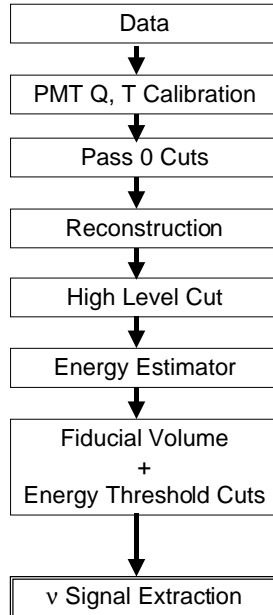 Data
PMT Q, T Calibration
Pass 0 Cuts
Reconstruction
High Level Cut
Energy Estimator
Fiducial Volume
+
Energy Threshold Cuts
ν Signal Extraction